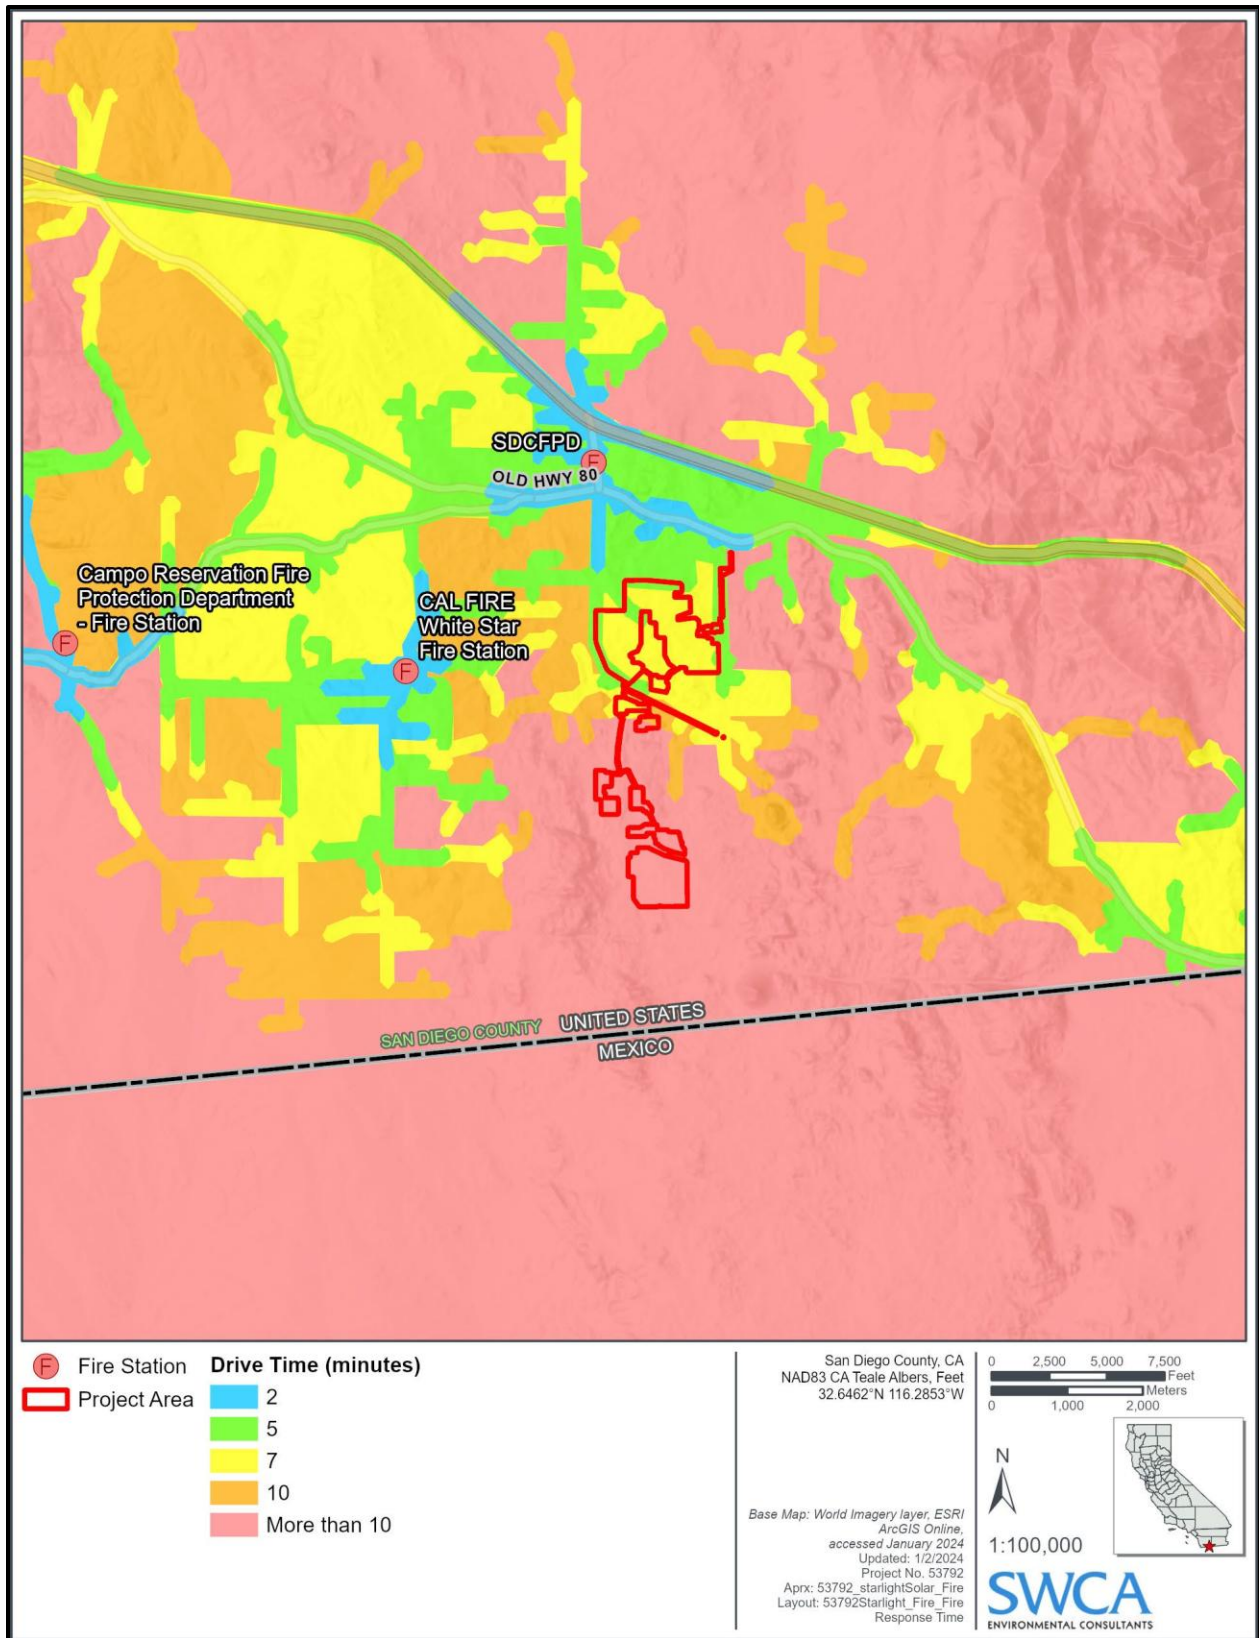 SDCFPD
F
OLD HWY 80
Campo Reservation Fire
Protection Department
- Fire Station
F
CAL FIRE
White Star
Fire Station
F
SAN DIEGO COUNTY
UNITED STATES
MEXICO
F Fire Station
Project Area
Drive Time (minutes)
2
5
7
10
More than 10
San Diego County, CA
NAD83 CA Teale Albers, Feet
32.6462°N 116.2853°W
Base Map: World Imagery layer, ESRI
ArcGIS Online,
accessed January 2024
Updated: 1/2/2024
Project No. 53792
Aprx: 53792_starlightSolar_Fire
Layout: 53792Starlight_Fire_Fire
Response Time
0 2,500 5,000 7,500
Feet
Meters
0 1,000 2,000
N
1:100,000
SWCA
ENVIRONMENTAL CONSULTANTS